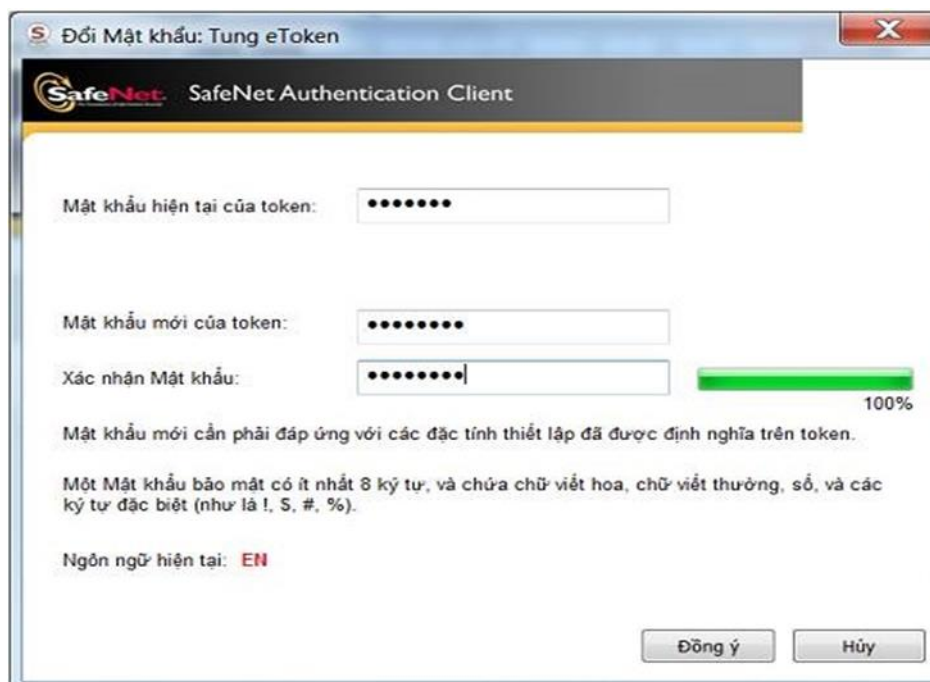 Đổi Mật khẩu: Tung eToken
SafeNet. SafeNet Authentication Client
Mật khẩu hiện tại của token: •••••••
Mật khẩu mới của token: ••••••••
Xác nhận Mật khẩu: ••••••••
100%
Mật khẩu mới cần phải đáp ứng với các đặc tính thiết lập đã được định nghĩa trên token.
Một Mật khẩu bảo mật có ít nhất 8 ký tự, và chứa chữ viết hoa, chữ viết thường, số, và các
ký tự đặc biệt (như là !, $, #, %).
Ngôn ngữ hiện tại: EN
Đồng ý Hủy